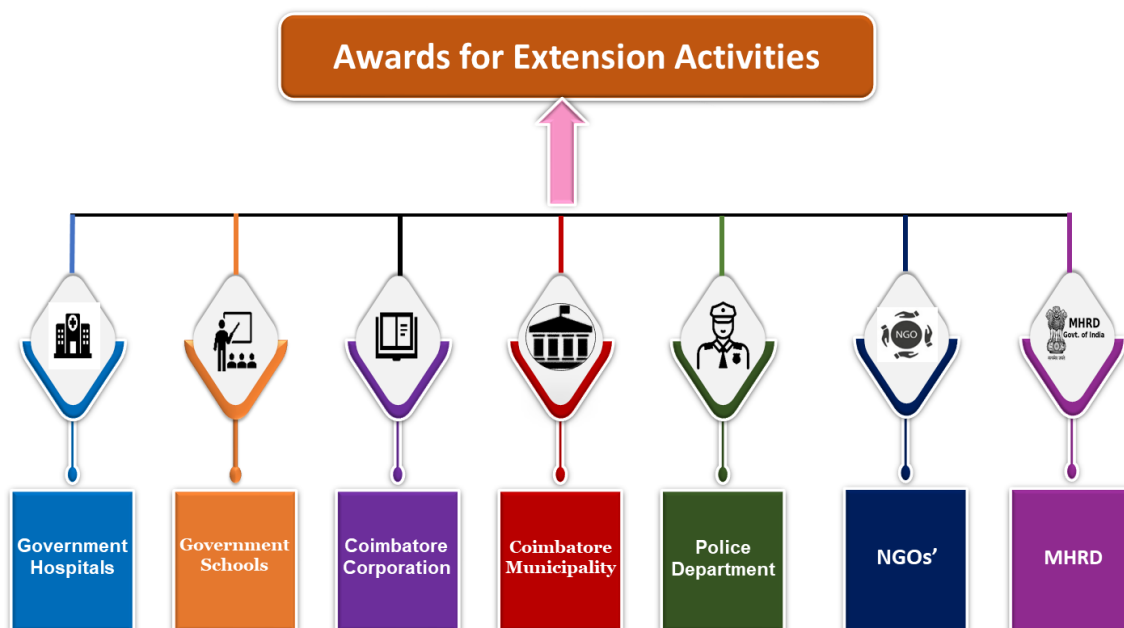 Awards for Extension Activities
NGO
MHRD
Govt. of India
Government
Hospitals
Government
Schools
Coimbatore
Corporation
Coimbatore
Municipality
Police
Department
NGOs’
MHRD